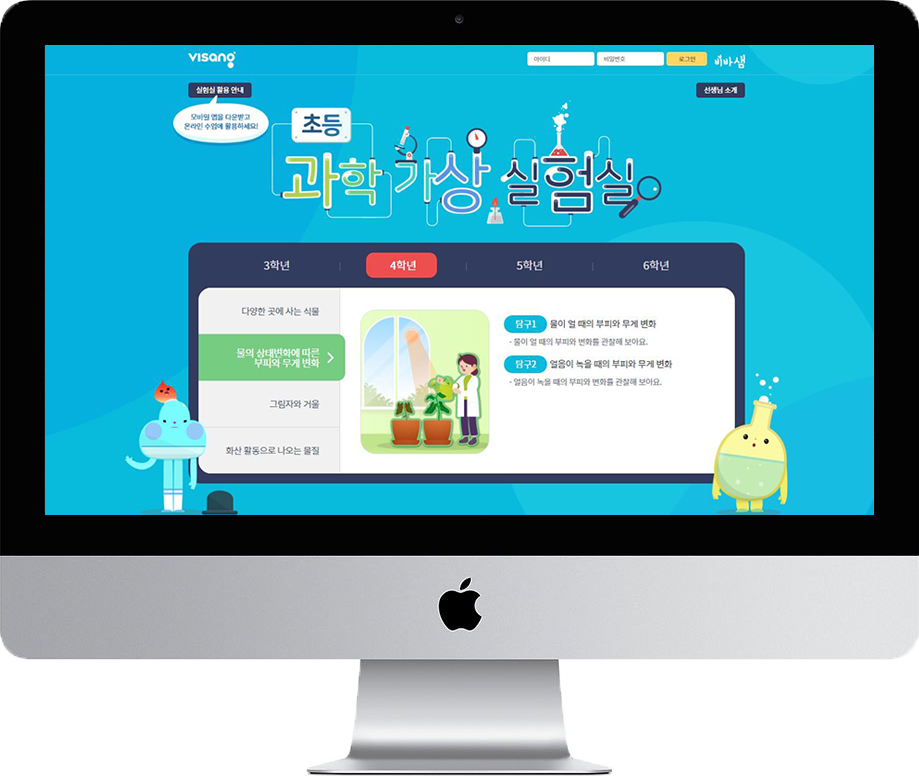 visang
아이디
비밀번호
로그인
비바샘
실험실 활용 안내
선생님 소개
모바일 앱을 다운받고
온라인 수업에 활용하세요!
초등
과학 가상 실험실
3학년
4학년
5학년
6학년
다양한 곳에 사는 식물
물의 상태변화에 따른
부피와 무게 변화
그림자와 거울
화산 활동으로 나오는 물질
탐구1 물이 얼 때의 부피와 무게 변화
- 물이 얼 때의 부피와 변화를 관찰해 보아요.
탐구2 얼음이 녹을 때의 부피와 무게 변화
- 얼음이 녹을 때의 부피와 변화를 관찰해 보아요.